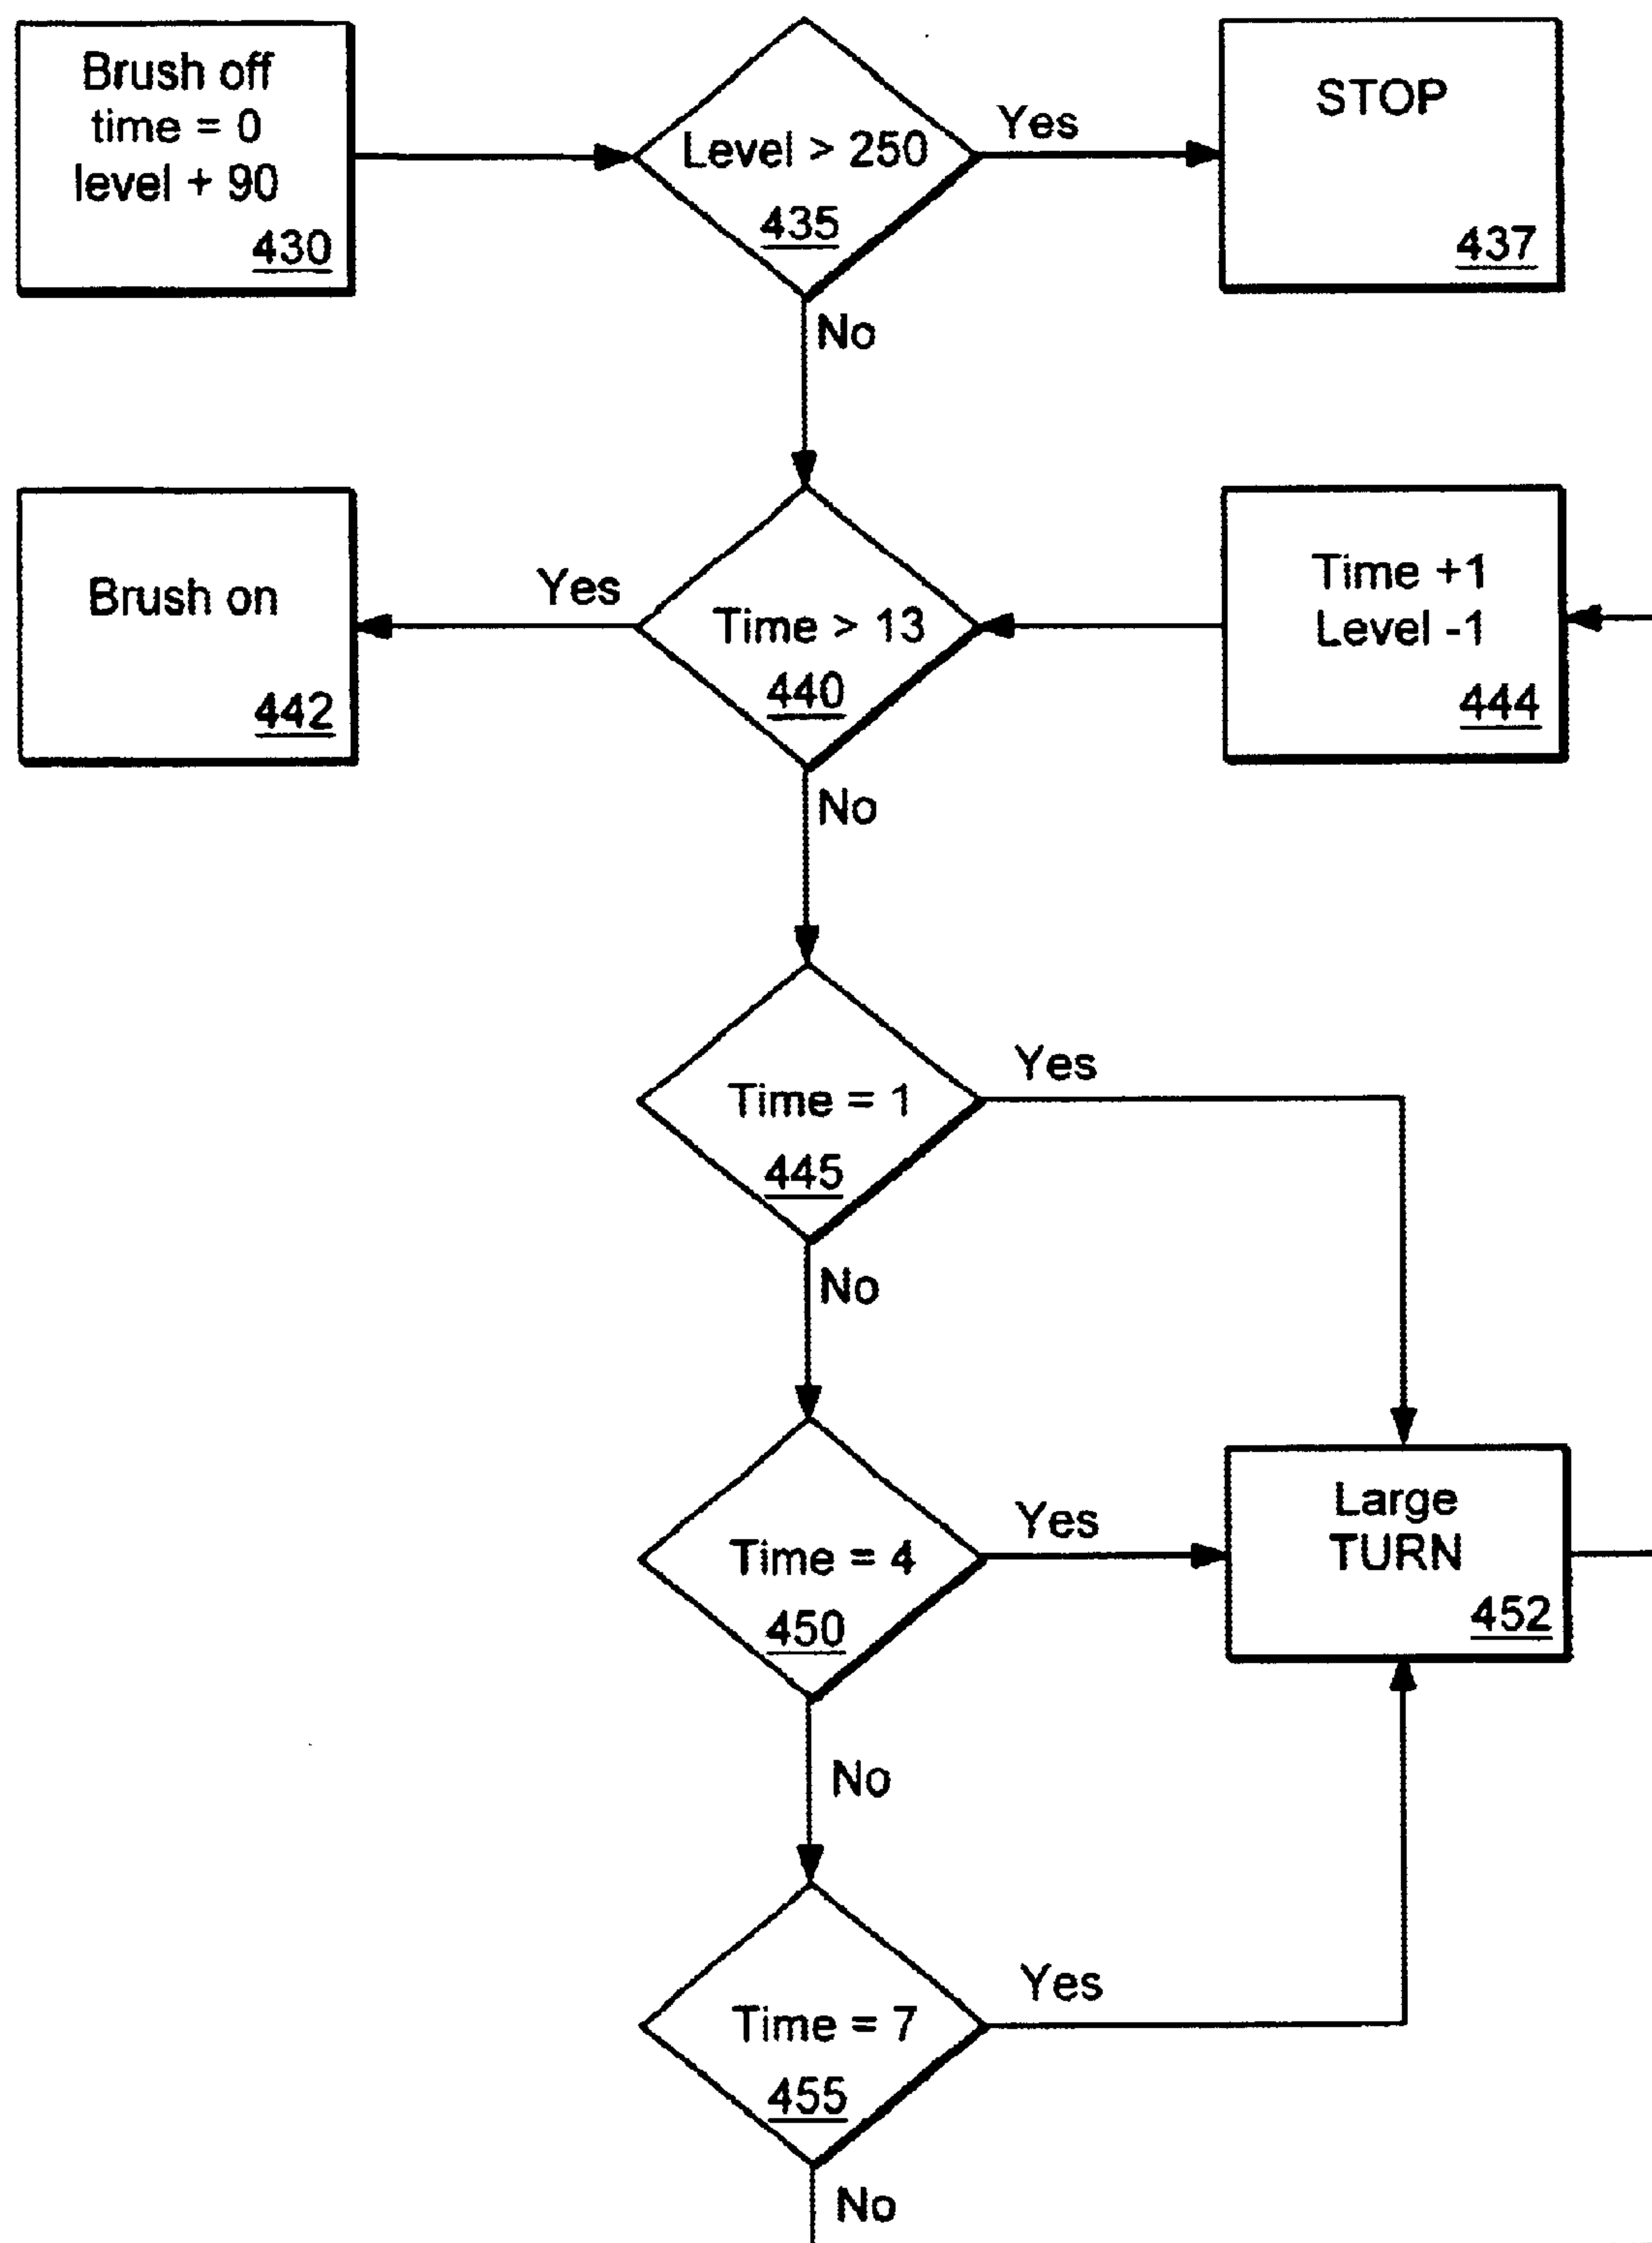 Brush off
time = 0
level + 90
430
Level > 250
435
Yes
STOP
437
No
Brush on
442
Yes
Time > 13
440
Time +1
Level -1
444
No
Time = 1
445
Yes
No
Time = 4
450
Yes
Large
TURN
452
No
Time = 7
455
Yes
No